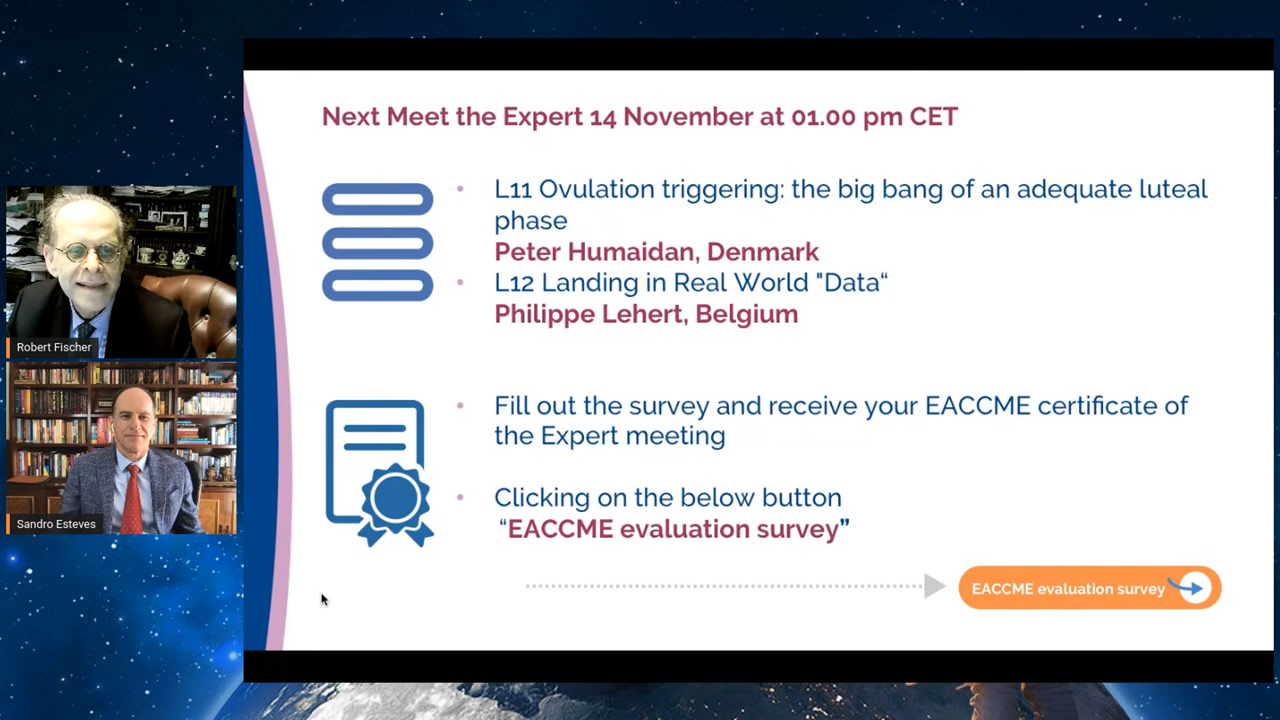 Next Meet the Expert 14 November at 01.00 pm CET
• L11 Ovulation triggering: the big bang of an adequate luteal
phase
Peter Humaidan, Denmark
• L12 Landing in Real World "Data“
Philippe Lehert, Belgium
• Fill out the survey and receive your EACCME certificate of
the Expert meeting
• Clicking on the below button
“EACCME evaluation survey”
EACCME evaluation survey
Robert Fischer
Sandro Esteves